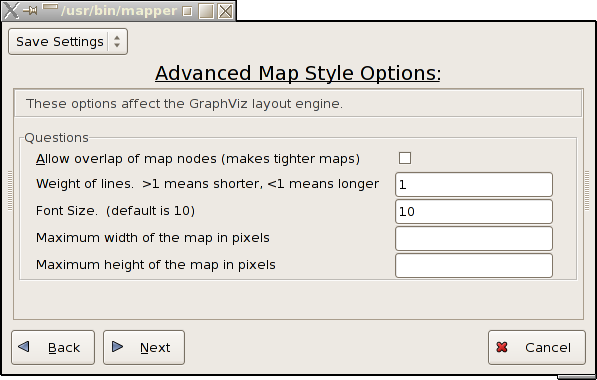 /usr/bin/mapper
Save Settings
Advanced Map Style Options:
These options affect the GraphViz layout engine.
Questions
Allow overlap of map nodes (makes tighter maps)
Weight of lines.  >1 means shorter, <1 means longer 1
Font Size.  (default is 10) 10
Maximum width of the map in pixels
Maximum height of the map in pixels
Back Next Cancel